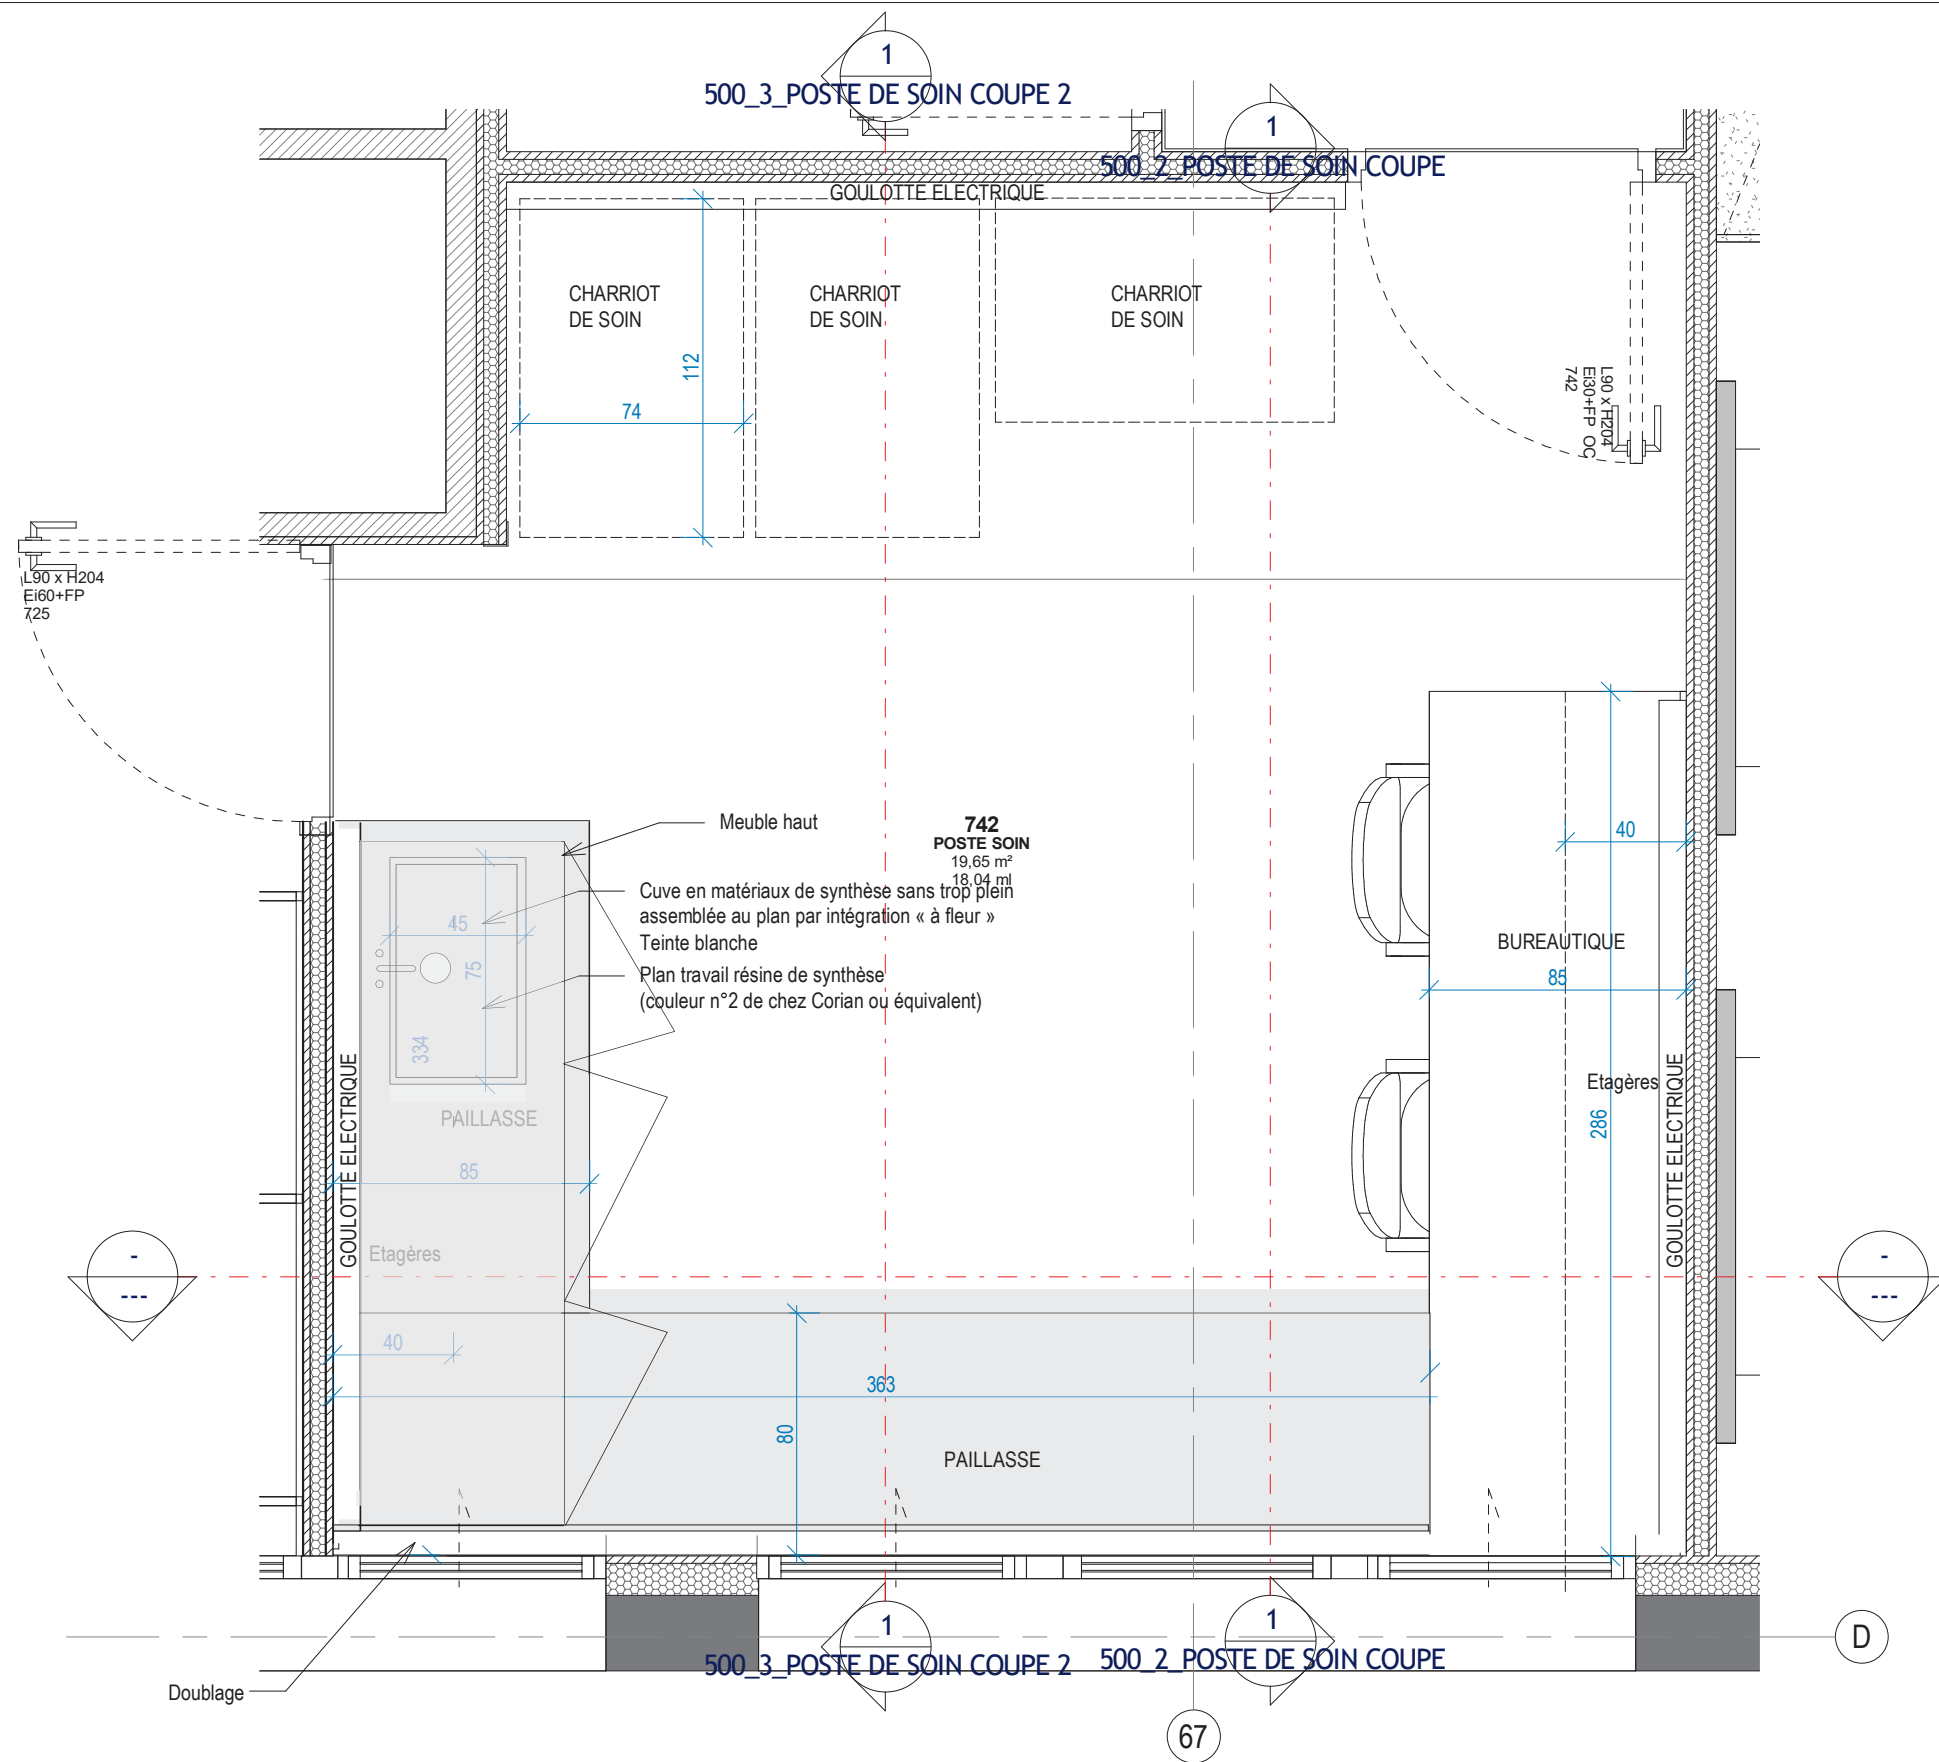 1
500_3_POSTE DE SOIN COUPE 2
1
500_2_POSTE DE SOIN COUPE
GOULOTTE ELECTRIQUE
CHARRIOT
DE SOIN
CHARRIOT
DE SOIN
CHARRIOT
DE SOIN
112
74
L90 x H204
Ei30+FP OC
742
L90 x H204
Ei60+FP
725
Meuble haut
742
POSTE SOIN
19,65 m²
18,04 ml
Cuve en matériaux de synthèse sans trop plein
assemblée au plan par intégration « à fleur »
Teinte blanche
Plan travail résine de synthèse
(couleur n°2 de chez Corian ou équivalent)
40
BUREAUTIQUE
85
45
75
334
PAILLASSE
85
GOULOTTE ELECTRIQUE
Etagères
Etagères
286
GOULOTTE ELECTRIQUE
-
---
-
---
40
363
80
PAILLASSE
1
500_3_POSTE DE SOIN COUPE 2
1
500_2_POSTE DE SOIN COUPE
D
Doublage
67